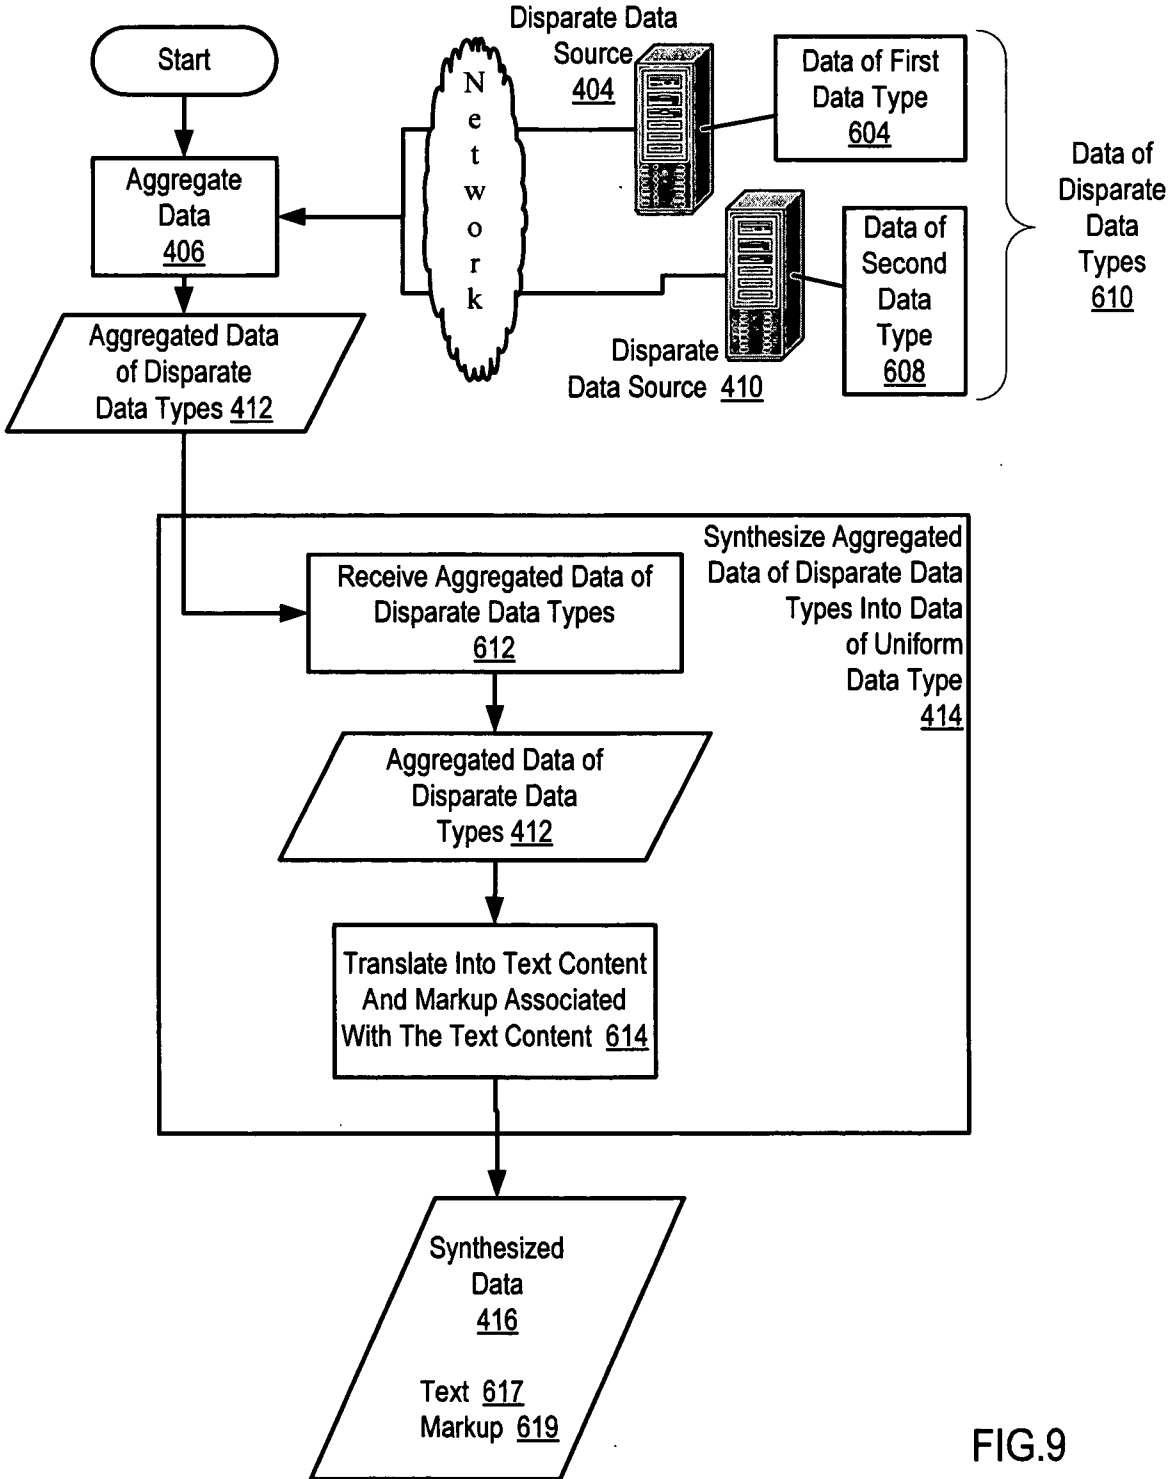 Start
Aggregate
Data
406
Aggregated Data
of Disparate
Data Types 412
Network
Disparate Data
Source
404
Data of First
Data Type
604
Disparate
Data Source 410
Data of
Second
Data
Type
608
Data of
Disparate
Data
Types
610
Synthesize Aggregated
Data of Disparate Data
Types Into Data
of Uniform
Data Type
414
Receive Aggregated Data of
Disparate Data Types
612
Aggregated Data of
Disparate Data
Types 412
Translate Into Text Content
And Markup Associated
With The Text Content 614
Synthesized
Data
416
Text 617
Markup 619
FIG.9